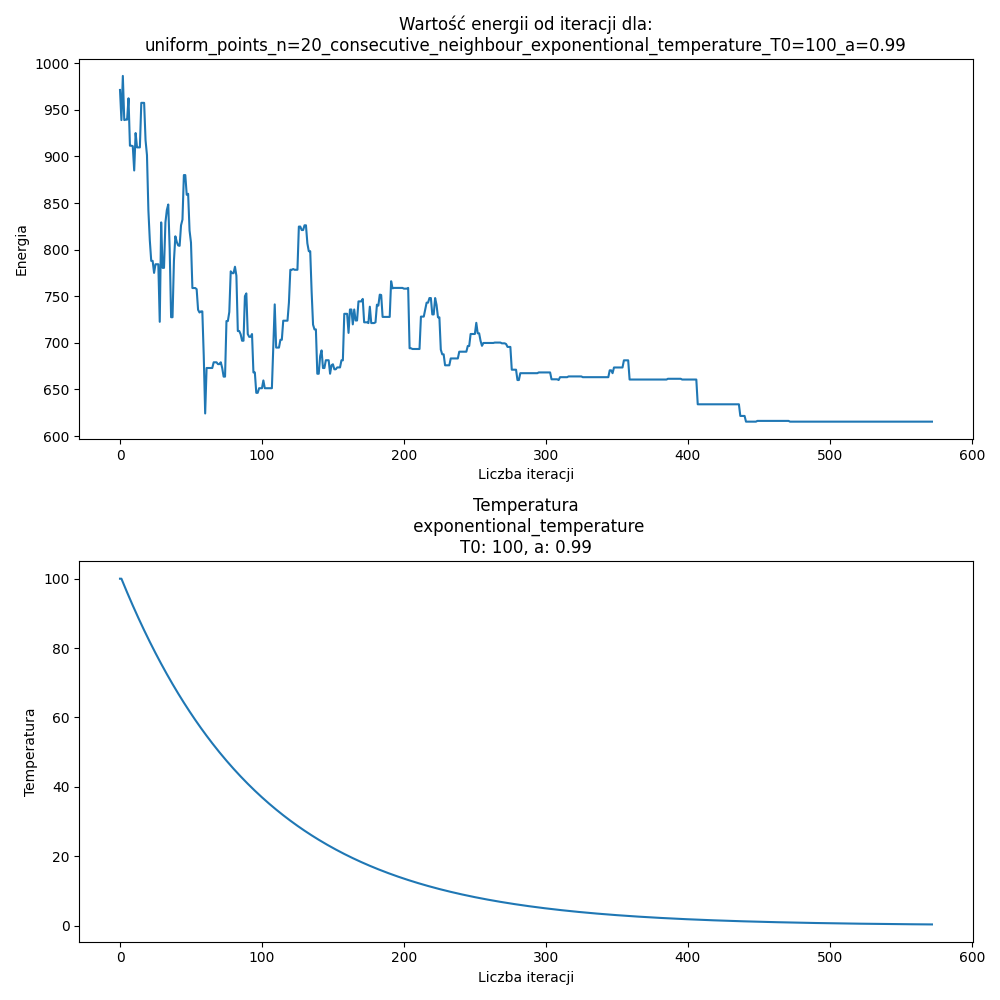 Wartość energii od iteracji dla:
uniform_points_n=20_consecutive_neighbour_exponentional_temperature_T0=100_a=0.99
1000
950
900
850
800
750
700
650
600
Energia
0 100 200 300 400 500 600
Liczba iteracji
Temperatura
exponentional_temperature
T0: 100, a: 0.99
100
80
60
40
20
0
Temperatura
0 100 200 300 400 500 600
Liczba iteracji